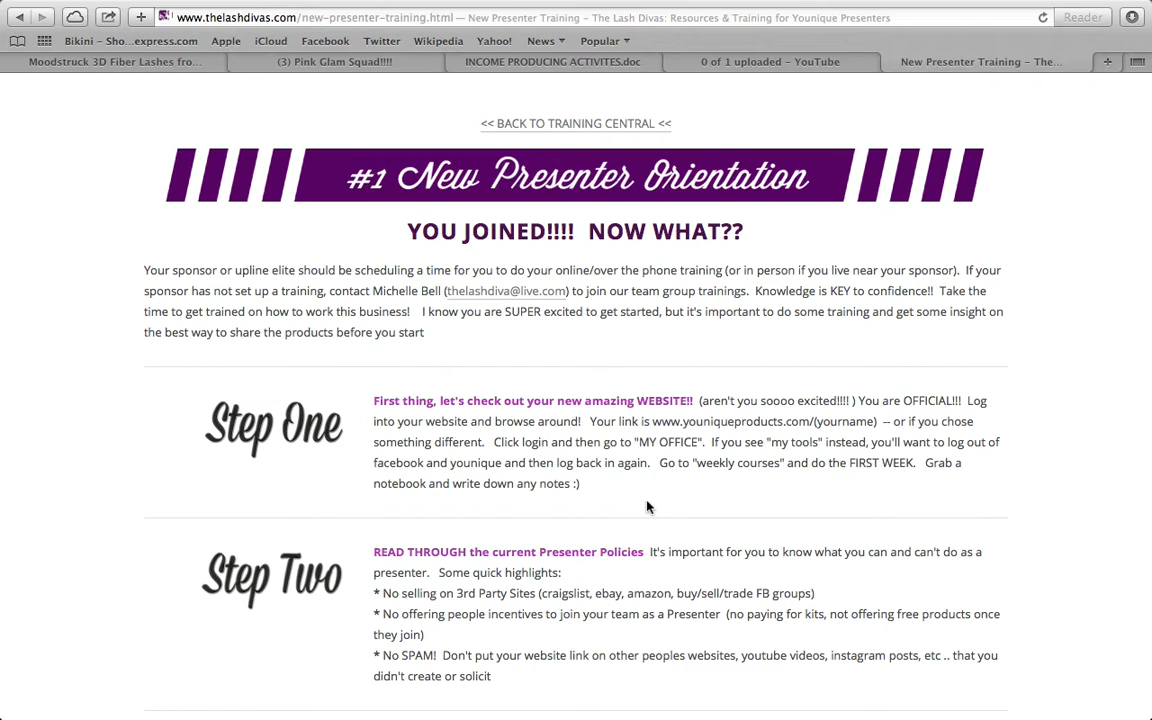 www.thelashdivas.com/new-presenter-training.html — New Presenter Training – The Lash Divas: Resources & Training for Younique Presenters
Reader
Bikini - Sho...express.com Apple iCloud Facebook Twitter Wikipedia Yahoo! News Popular
Moodstruck 3D Fiber Lashes fro... (3) Pink Glam Squad!!!! INCOME PRODUCING ACTIVITES.doc 0 of 1 uploaded – YouTube New Presenter Training – The...
<< BACK TO TRAINING CENTRAL <<
#1 New Presenter Orientation
YOU JOINED!!!! NOW WHAT??
Your sponsor or upline elite should be scheduling a time for you to do your online/over the phone training (or in person if you live near your sponsor). If your
sponsor has not set up a training, contact Michelle Bell (thelashdiva@live.com) to join our team group trainings. Knowledge is KEY to confidence!! Take the
time to get trained on how to work this business! I know you are SUPER excited to get started, but it's important to do some training and get some insight on
the best way to share the products before you start
Step One
First thing, let's check out your new amazing WEBSITE!! (aren't you soooo excited!!!! ) You are OFFICIAL!!! Log
into your website and browse around! Your link is www.youniqueproducts.com/(yourname) -- or if you chose
something different. Click login and then go to "MY OFFICE". If you see "my tools" instead, you'll want to log out of
facebook and younique and then log back in again. Go to "weekly courses" and do the FIRST WEEK. Grab a
notebook and write down any notes :)
Step Two
READ THROUGH the current Presenter Policies It's important for you to know what you can and can't do as a
presenter. Some quick highlights:
* No selling on 3rd Party Sites (craigslist, ebay, amazon, buy/sell/trade FB groups)
* No offering people incentives to join your team as a Presenter (no paying for kits, not offering free products once
they join)
* No SPAM! Don't put your website link on other peoples websites, youtube videos, instagram posts, etc .. that you
didn't create or solicit